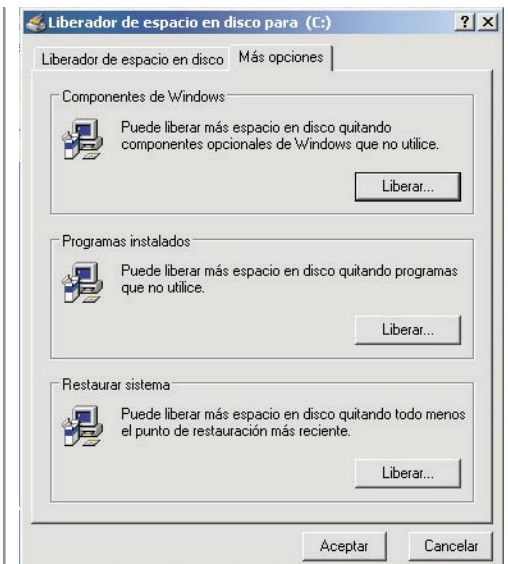 Liberador de espacio en disco para (C:)
Liberador de espacio en disco
Más opciones
Componentes de Windows
Puede liberar más espacio en disco quitando
componentes opcionales de Windows que no utilice.
Liberar...
Programas instalados
Puede liberar más espacio en disco quitando programas
que no utilice.
Liberar...
Restaurar sistema
Puede liberar más espacio en disco quitando todo menos
el punto de restauración más reciente.
Liberar...
Aceptar
Cancelar